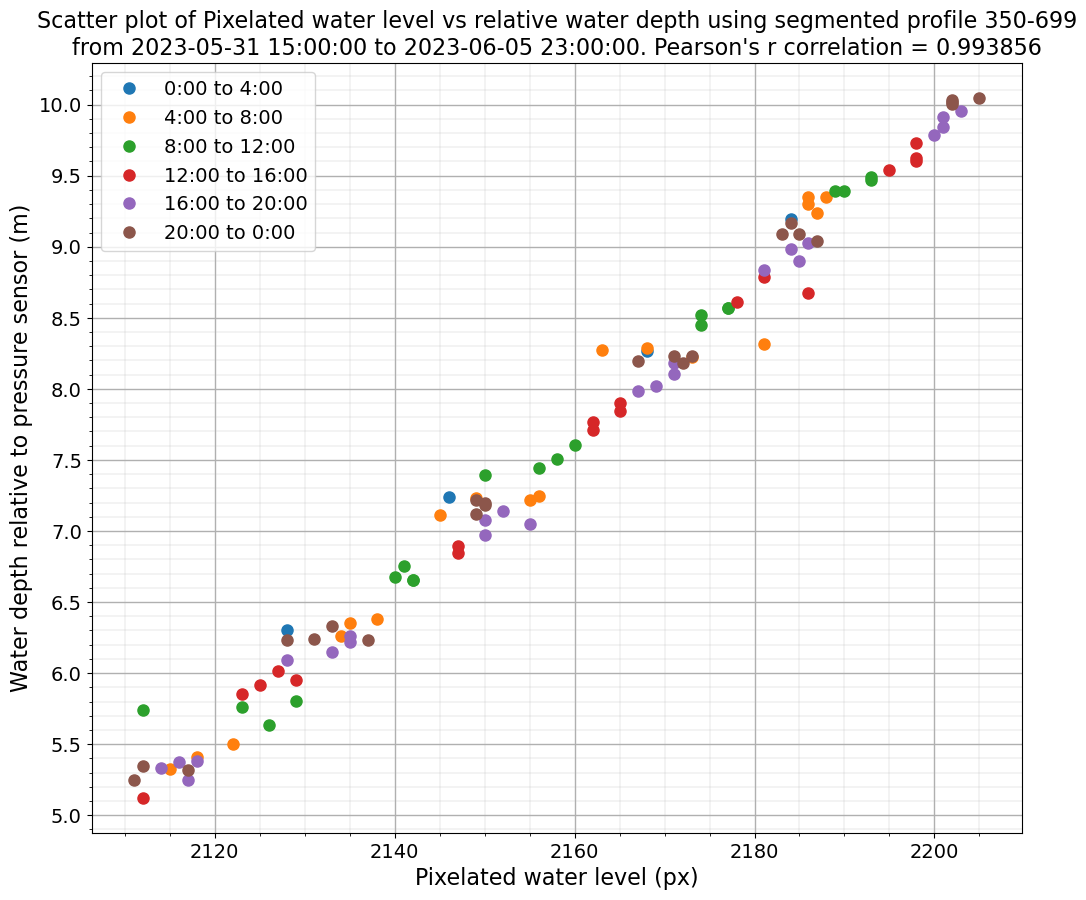 Scatter plot of Pixelated water level vs relative water depth using segmented profile 350-699
from 2023-05-31 15:00:00 to 2023-06-05 23:00:00. Pearson's r correlation = 0.993856
0:00 to 4:00
4:00 to 8:00
8:00 to 12:00
12:00 to 16:00
16:00 to 20:00
20:00 to 0:00
Water depth relative to pressure sensor (m)
10.0
9.5
9.0
8.5
8.0
7.5
7.0
6.5
6.0
5.5
5.0
2120 2140 2160 2180 2200
Pixelated water level (px)